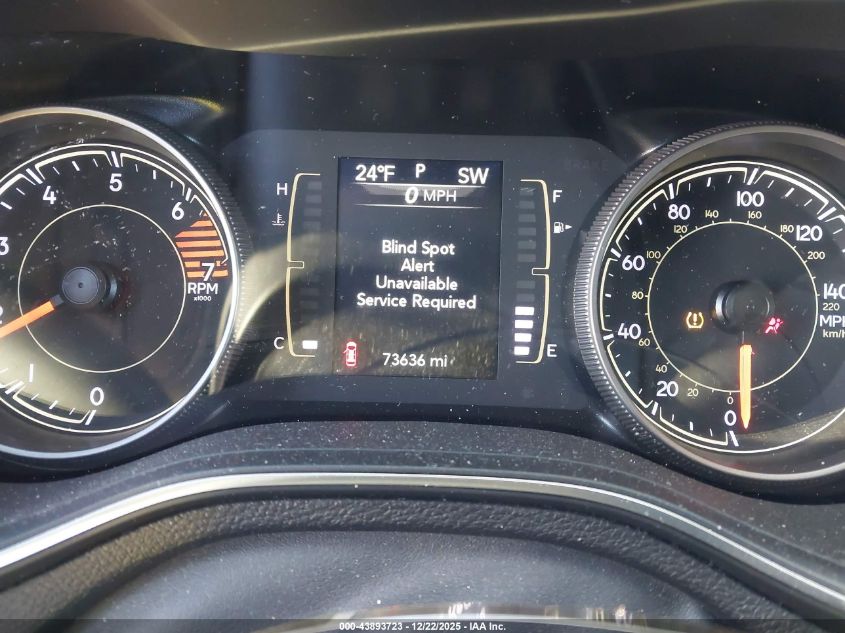 24°F P SW
0 MPH
Blind Spot
Alert
Unavailable
Service Required
73636 mi
H
C
F
E
0
1
2
3
4
5
6
7
RPM
x1000
0
20
40
60
80
100
120
140
MPH
0
20
40
60
80
100
120
140
160
180
200
220
km/h
000-43893723 - 12/22/2025 - IAA Inc.